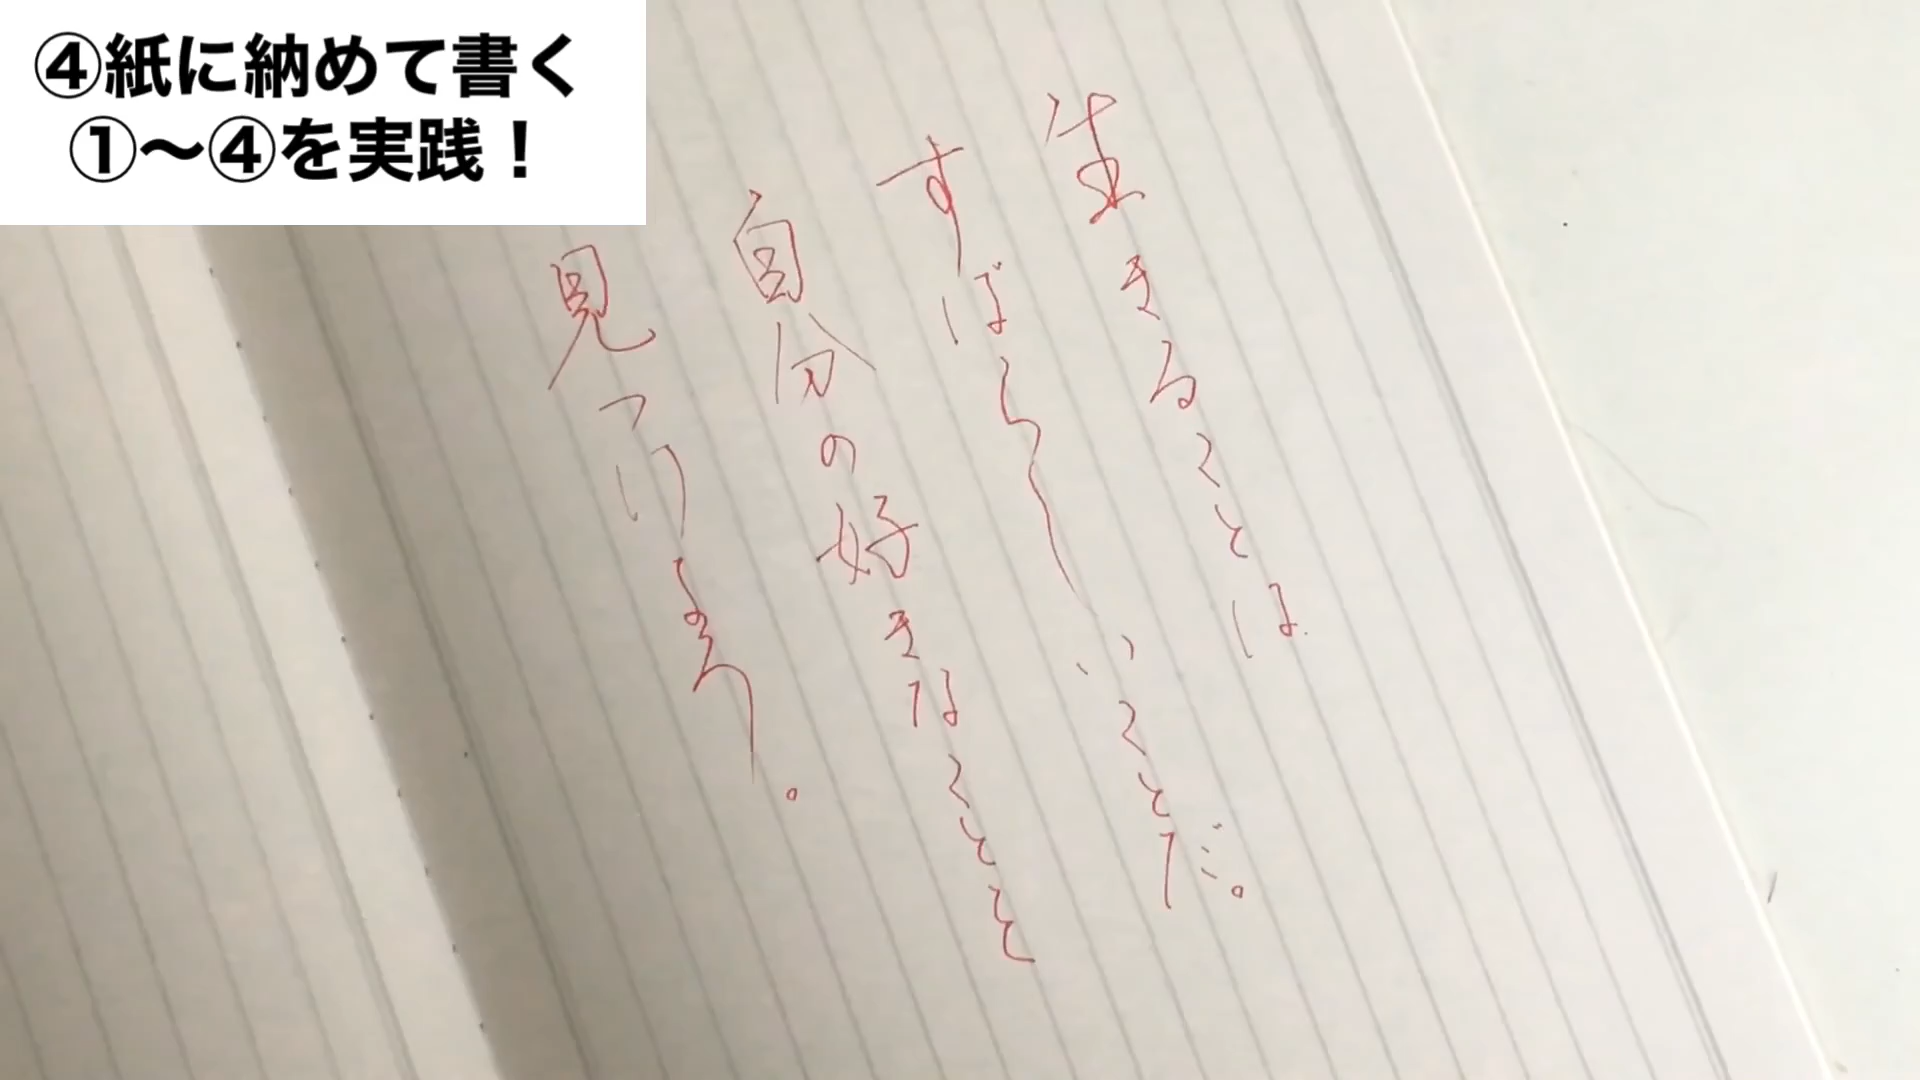 ④紙に納めて書く
①～④を実践！
生きることは
すばらしいことだ。
自分の好きなことを
見つけよう。